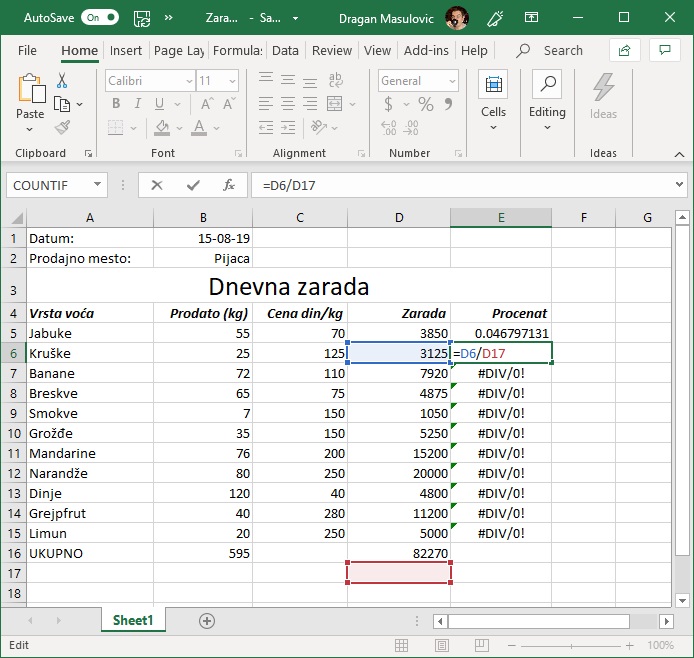 AutoSave On Zara... - Sa... Dragan Masulovic
File Home Insert Page Lay Formula: Data Review View Add-ins Help Search
Calibri 11 General
Paste B I U A A $ % Cells Editing Ideas
Clipboard Font Alignment Number Ideas
COUNTIF fx =D6/D17
A B C D E F G
1 Datum: 15-08-19
2 Prodajno mesto: Pijaca
3 Dnevna zarada
4 Vrsta voća Prodato (kg) Cena din/kg Zarada Procenat
5 Jabuke 55 70 3850 0.046797131
6 Kruške 25 125 3125 =D6/D17
7 Banane 72 110 7920 #DIV/0!
8 Breskve 65 75 4875 #DIV/0!
9 Smokve 7 150 1050 #DIV/0!
10 Grožđe 35 150 5250 #DIV/0!
11 Mandarine 76 200 15200 #DIV/0!
12 Narandže 80 250 20000 #DIV/0!
13 Dinje 120 40 4800 #DIV/0!
14 Grejpfrut 40 280 11200 #DIV/0!
15 Limun 20 250 5000 #DIV/0!
16 UKUPNO 595 82270
17
18
Sheet1
Edit 100%